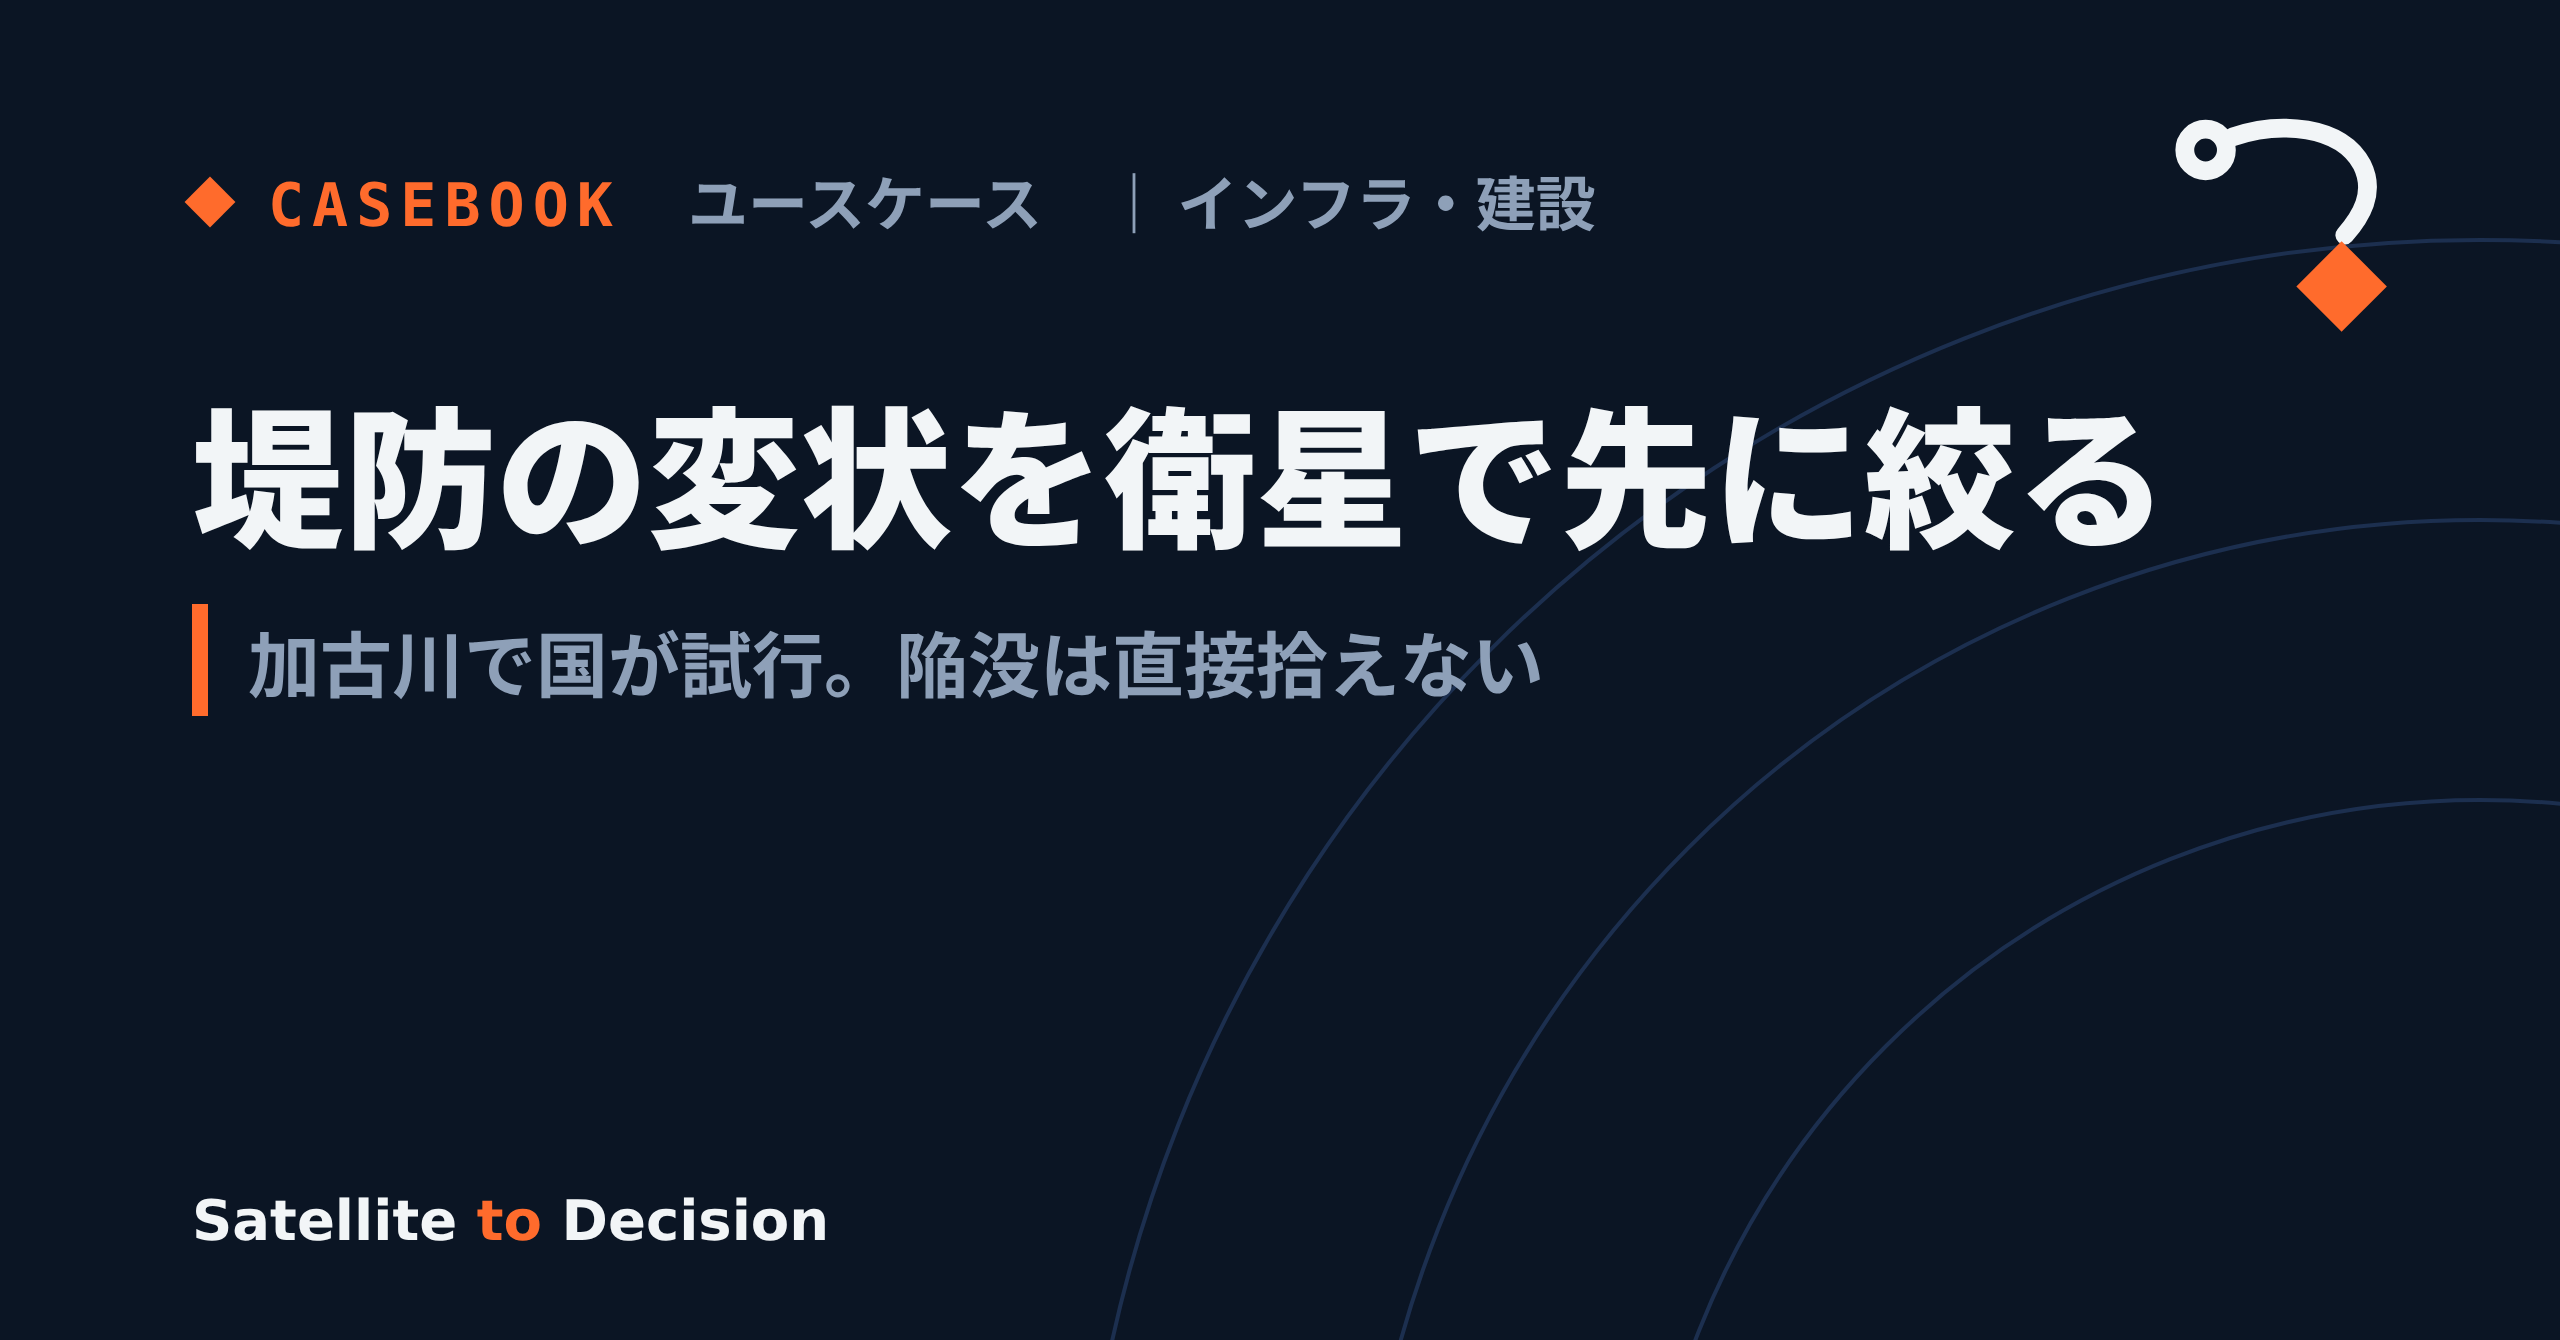 CASEBOOK ユースケース ｜インフラ・建設
堤防の変状を衛星で先に絞る
加古川で国が試行。陥没は直接拾えない
Satellite to Decision